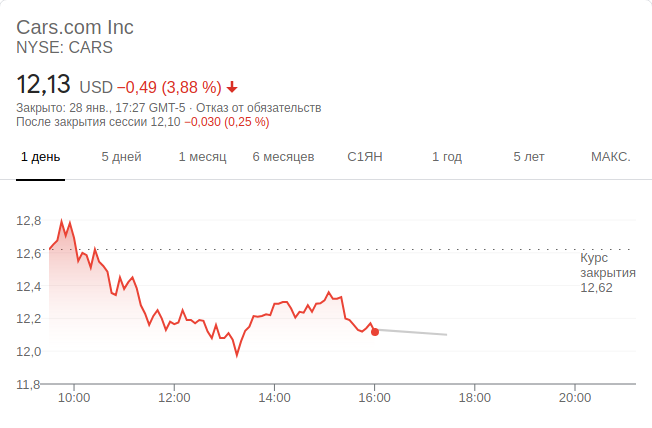 Cars.com Inc
NYSE: CARS
12,13 USD −0,49 (3,88 %)
Закрыто: 28 янв., 17:27 GMT-5 · Отказ от обязательств
После закрытия сессии 12,10 −0,030 (0,25 %)
1 день 5 дней 1 месяц 6 месяцев С1ЯН 1 год 5 лет МАКС.
12,8
12,6
Курс
закрытия
12,62
12,4
12,2
12,0
11,8
10:00 12:00 14:00 16:00 18:00 20:00